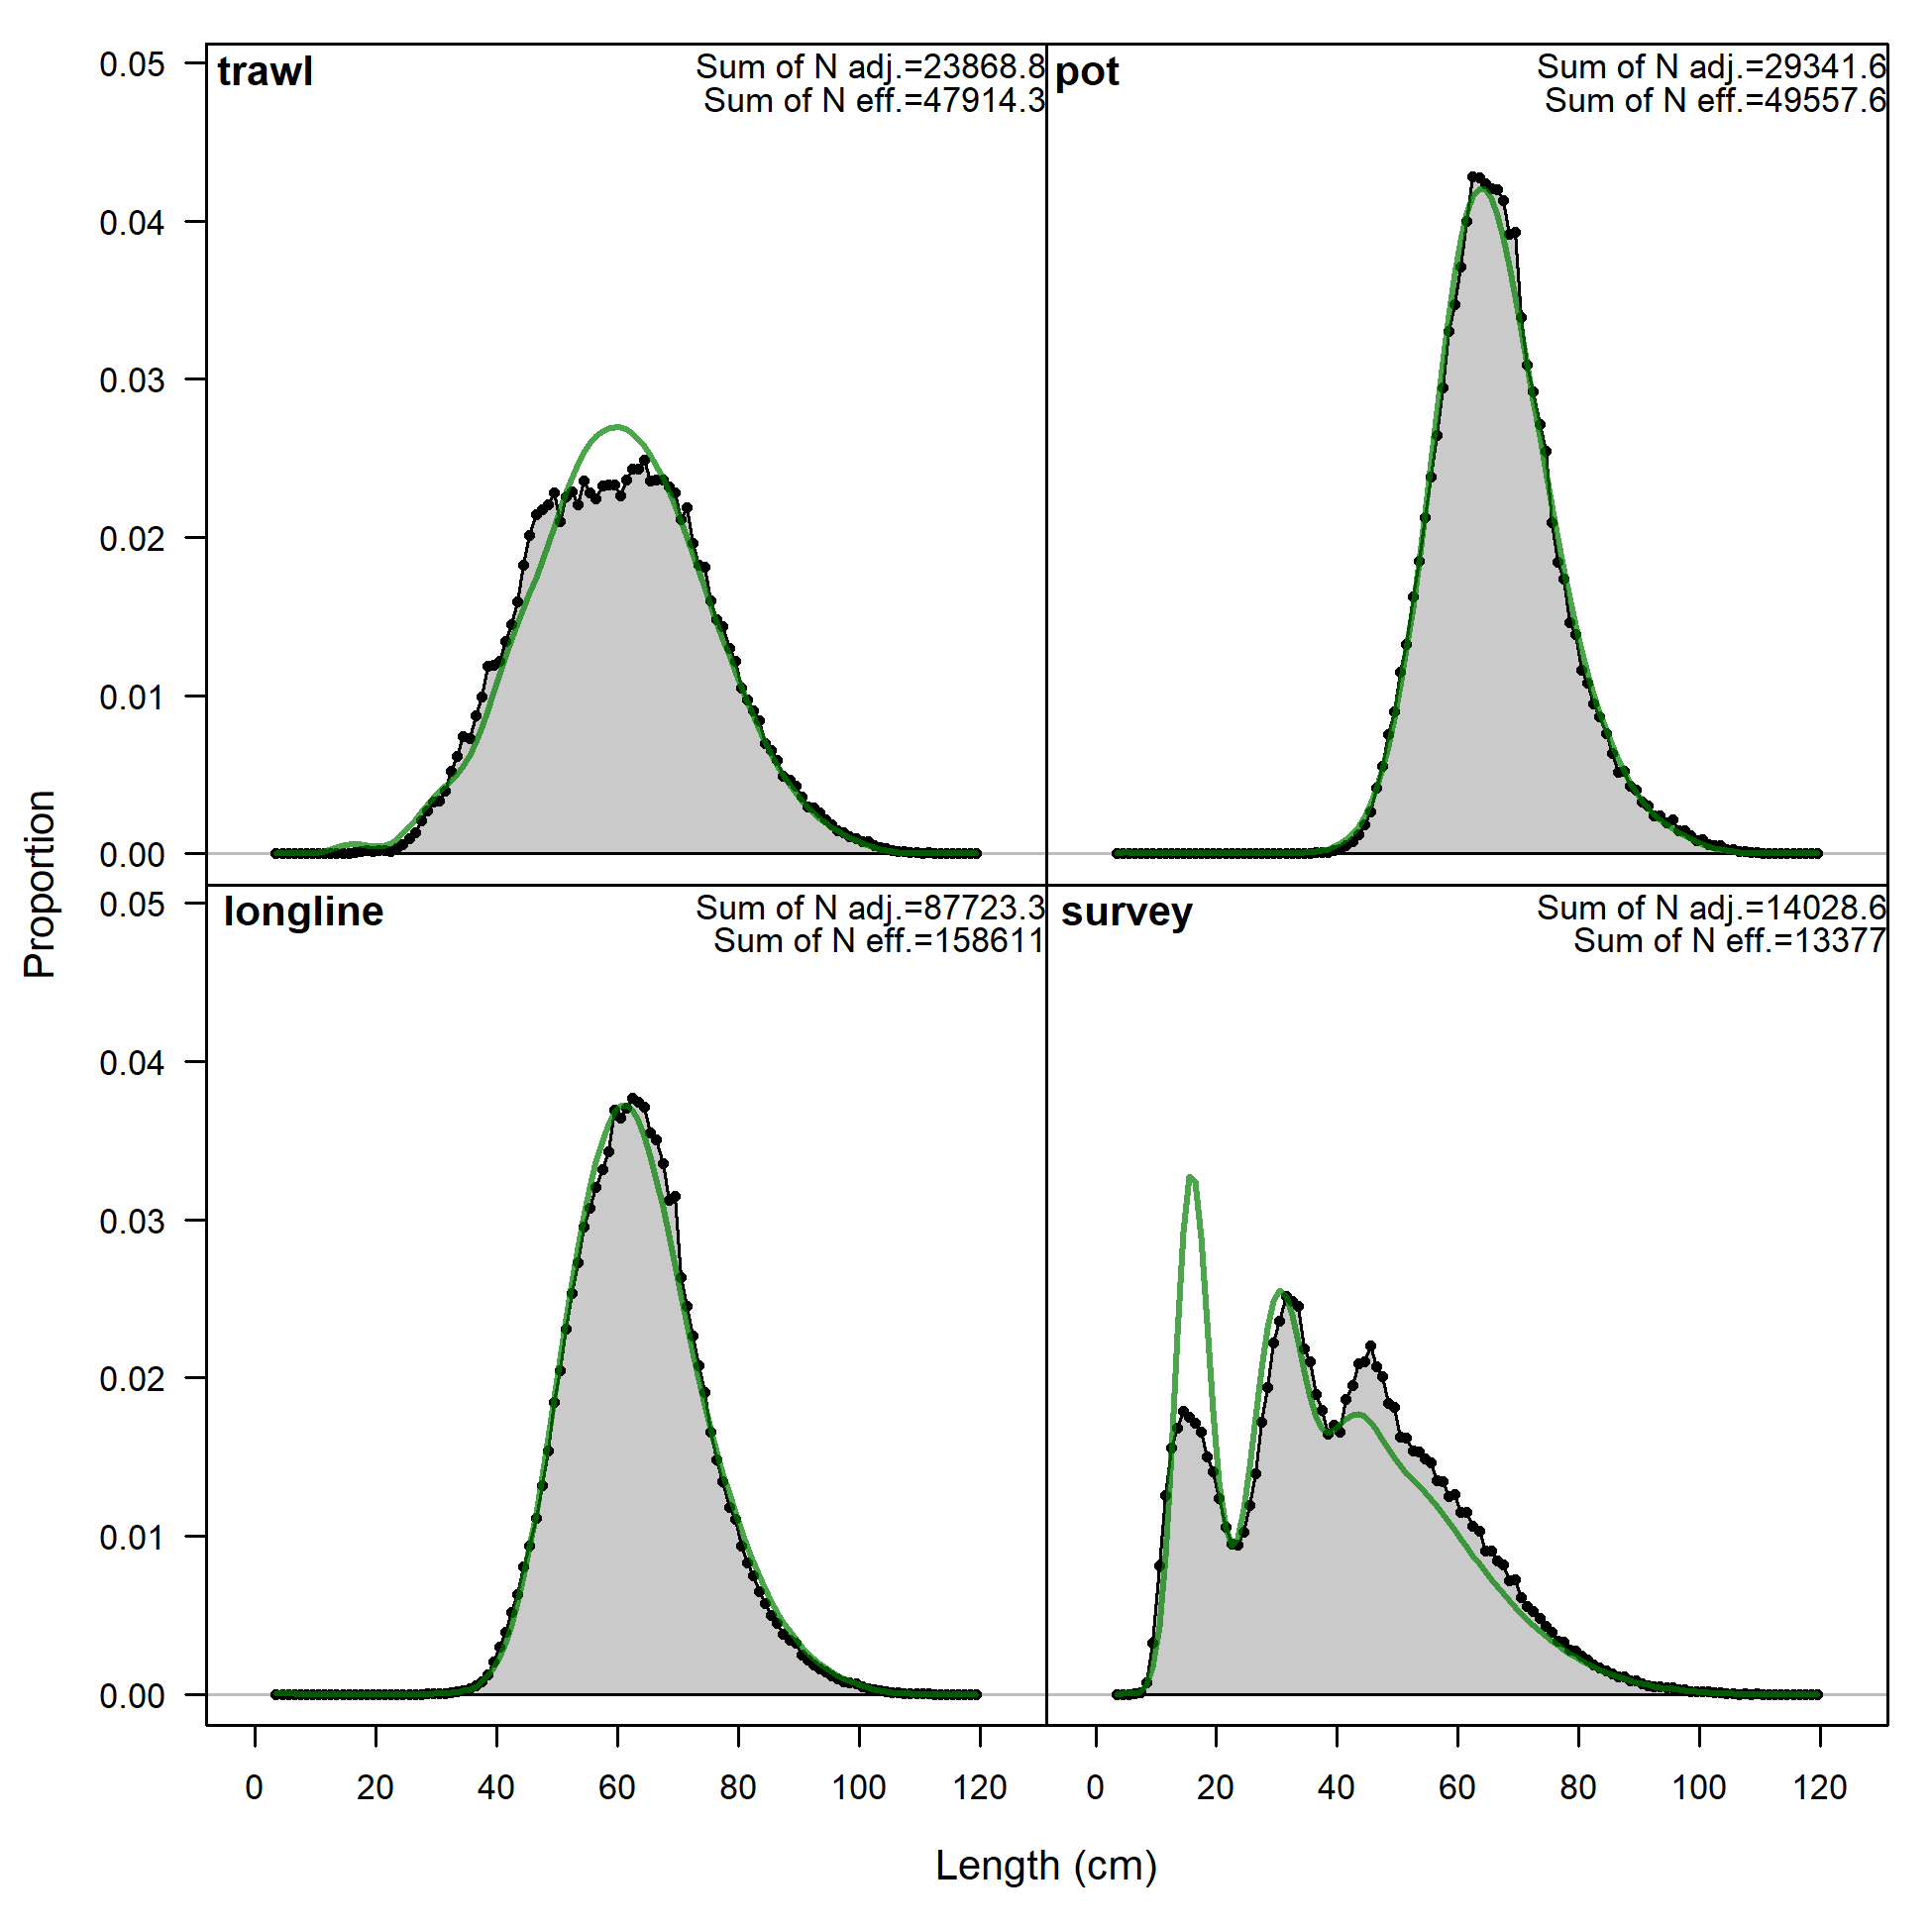 trawl
Sum of N adj.=23868.8
Sum of N eff.=47914.3
pot
Sum of N adj.=29341.6
Sum of N eff.=49557.6
0.05
0.04
0.03
0.02
0.01
0.00
longline
Sum of N adj.=87723.3
Sum of N eff.=158611
survey
Sum of N adj.=14028.6
Sum of N eff.=13377
0.05
0.04
0.03
0.02
0.01
0.00
Proportion
0 20 40 60 80 100 120
0 20 40 60 80 100 120
Length (cm)